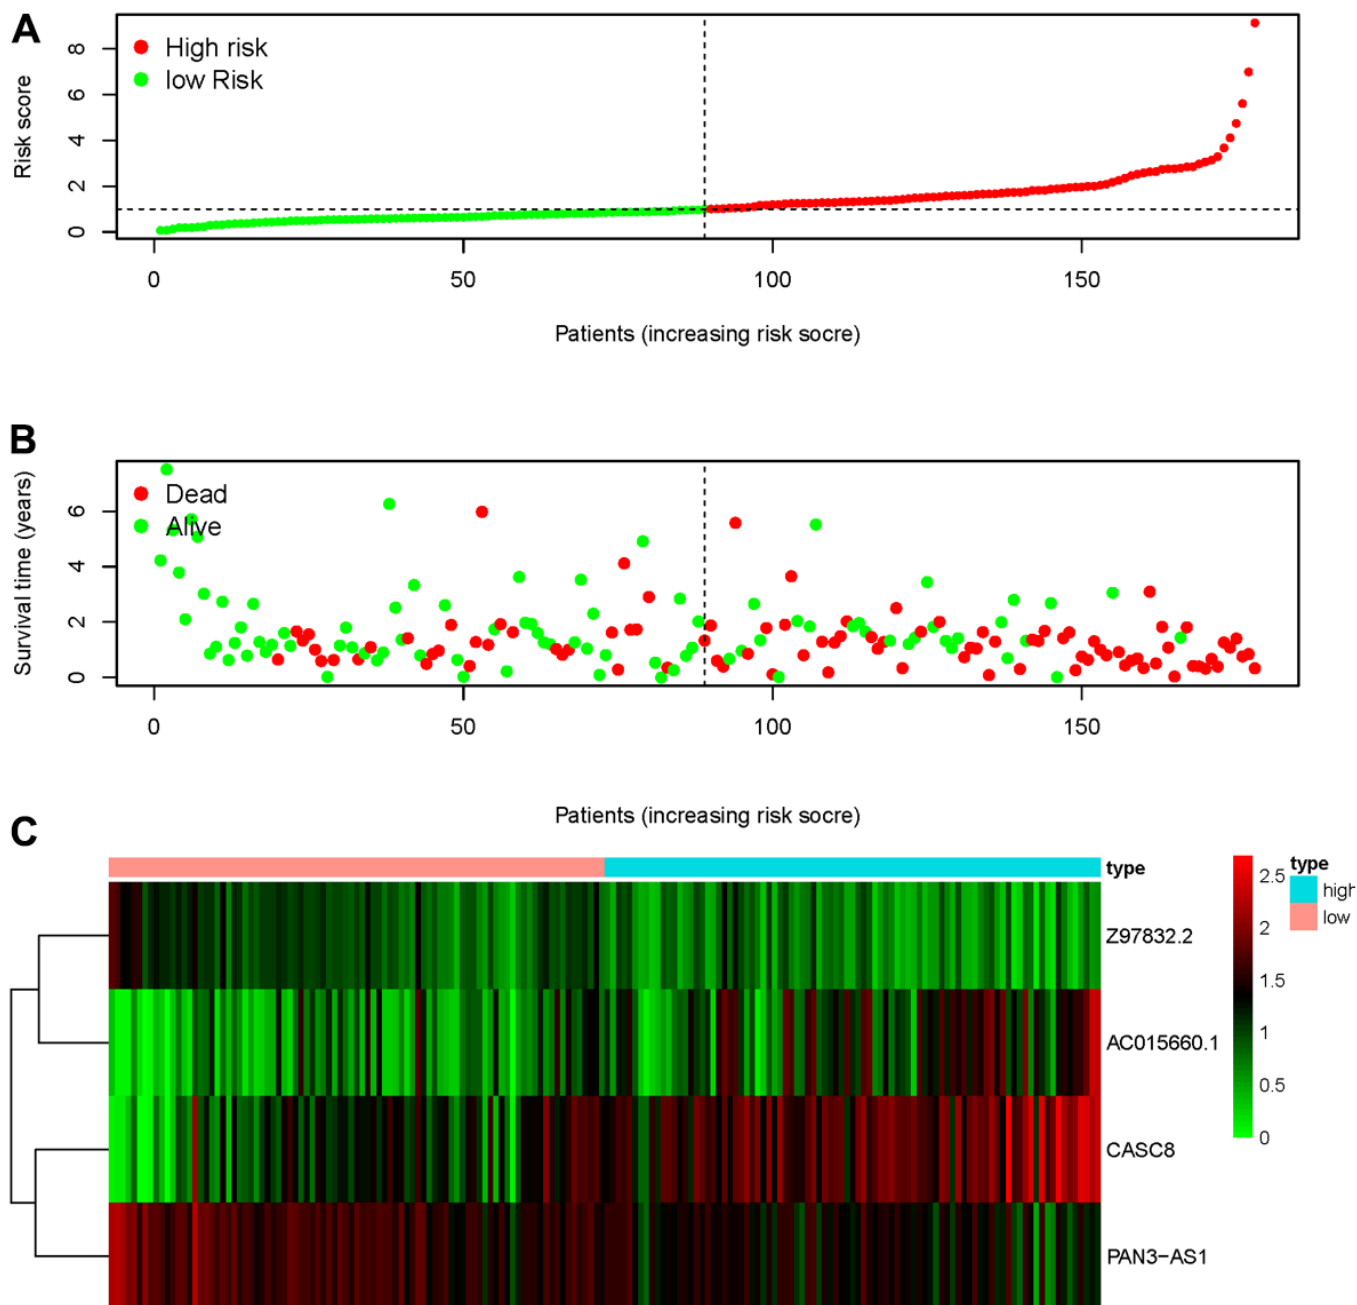 A
High risk
low Risk
Risk score
8
6
4
2
0
0 50 100 150
Patients (increasing risk socre)
B
Dead
Alive
Survival time (years)
6
4
2
0
0 50 100 150
Patients (increasing risk socre)
C
type
Z97832.2
AC015660.1
CASC8
PAN3-AS1
2.5
2
1.5
1
0.5
0
type
high
low